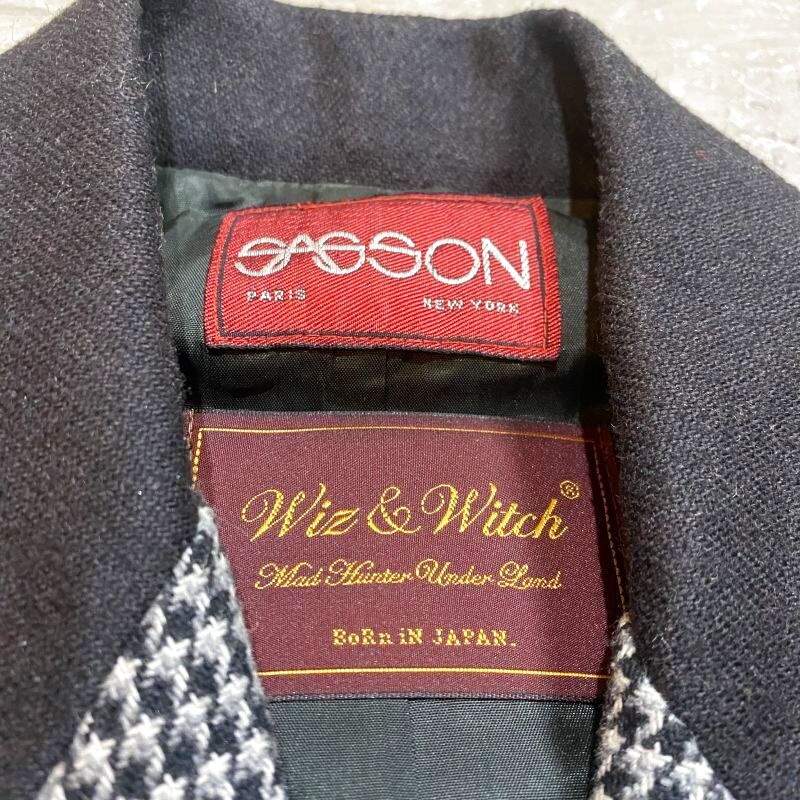 SASSON
PARIS NEW YORK
Wiz & Witch®
Mad Hunter Under Land
BoRn iN JAPAN.